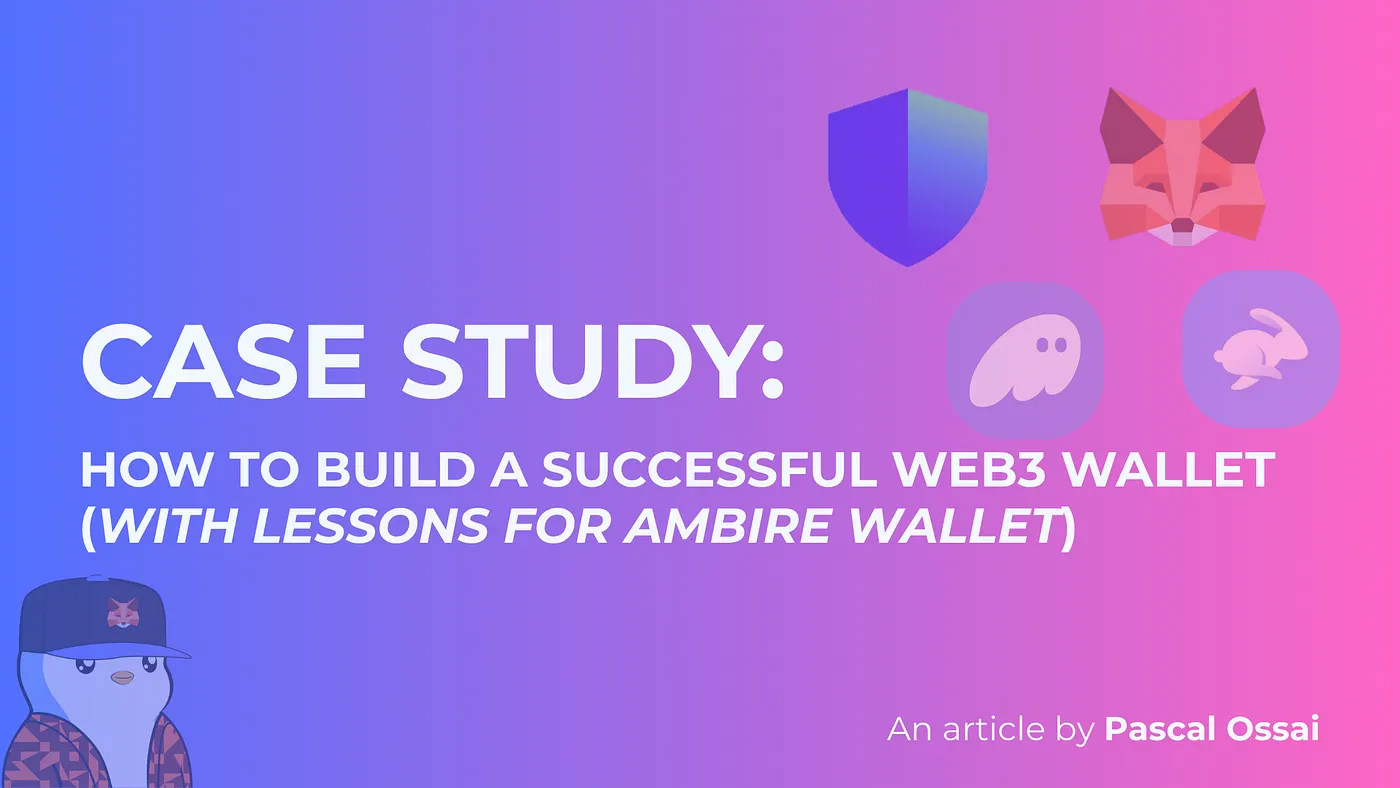 CASE STUDY:
HOW TO BUILD A SUCCESSFUL WEB3 WALLET
(WITH LESSONS FOR AMBIRE WALLET)
An article by Pascal Ossai